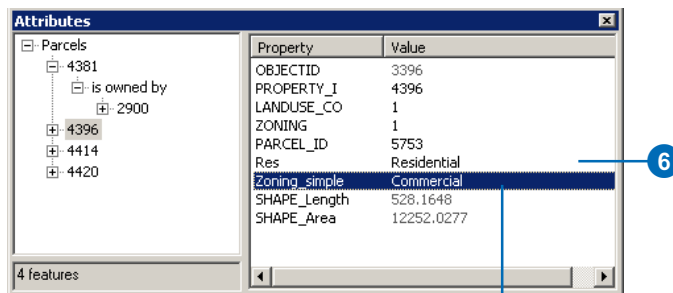 Attributes
Parcels
4381
is owned by
2900
4396
4414
4420
4 features
Property Value
OBJECTID 3396
PROPERTY_I 4396
LANDUSE_CO 1
ZONING 1
PARCEL_ID 5753
Res Residential
Zoning_simple Commercial
SHAPE_Length 528.1648
SHAPE_Area 12252.0277
6